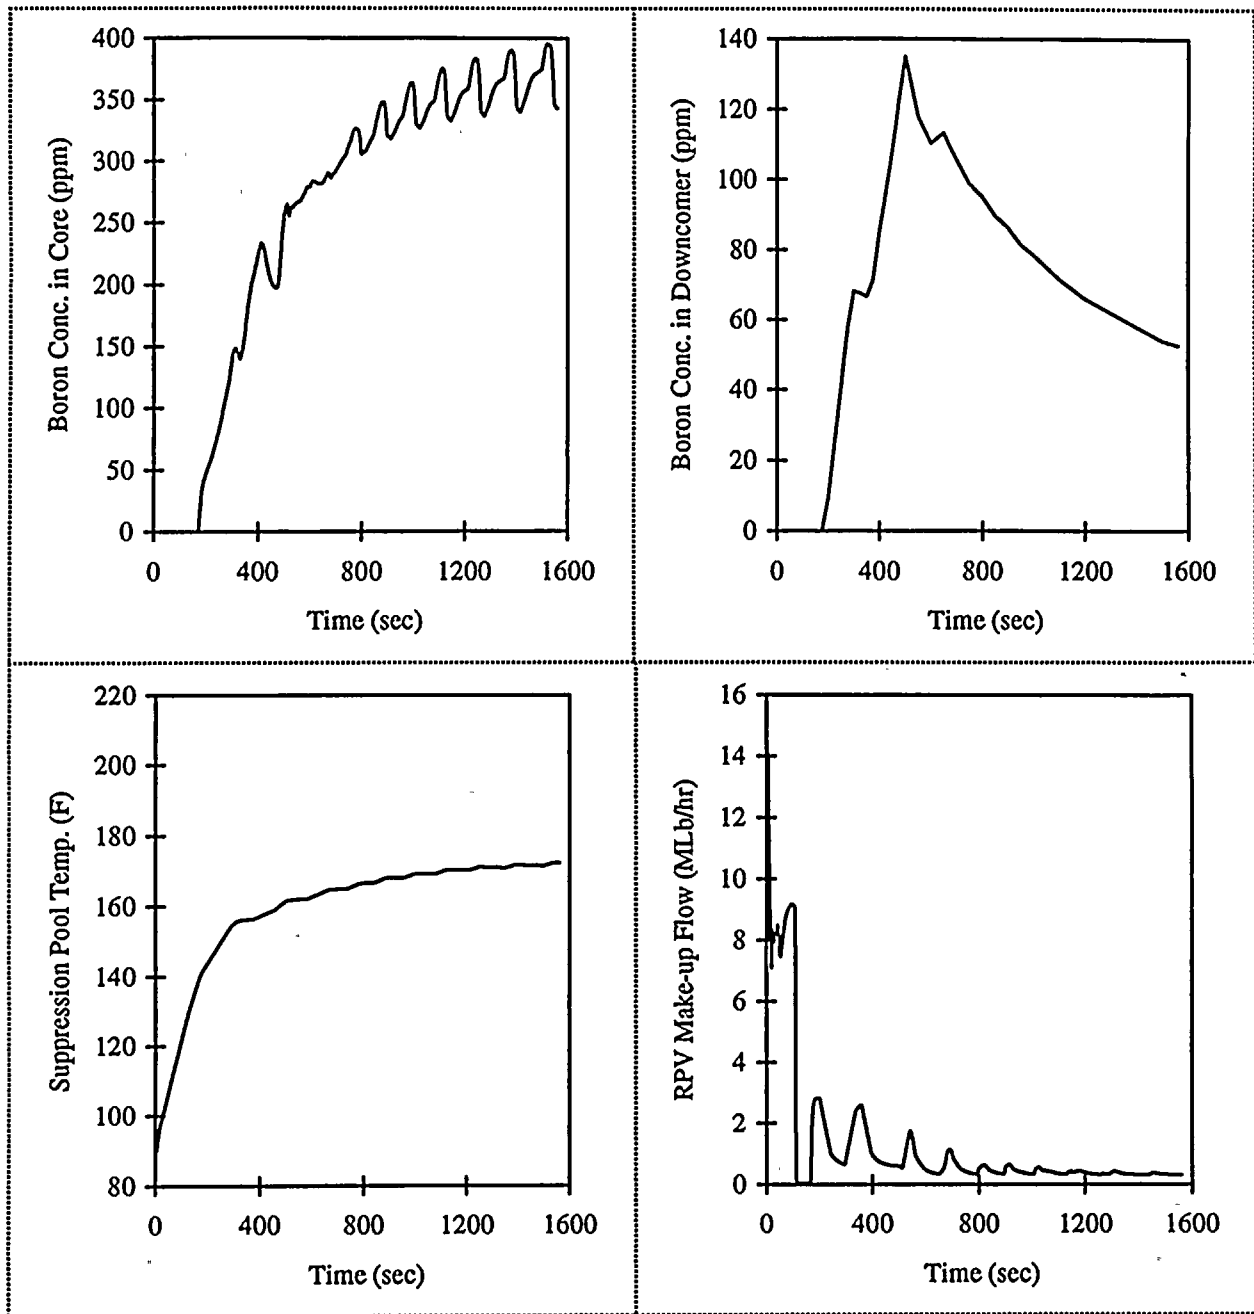 Boron Conc. in Core (ppm)
400
350
300
250
200
150
100
50
0
0 400 800 1200 1600
Time (sec)
Boron Conc. in Downcomer (ppm)
140
120
100
80
60
40
20
0
0 400 800 1200 1600
Time (sec)
Suppression Pool Temp. (F)
220
200
180
160
140
120
100
80
0 400 800 1200 1600
Time (sec)
RPV Make-up Flow (MLb/hr)
16
14
12
10
8
6
4
2
0
0 400 800 1200 1600
Time (sec)